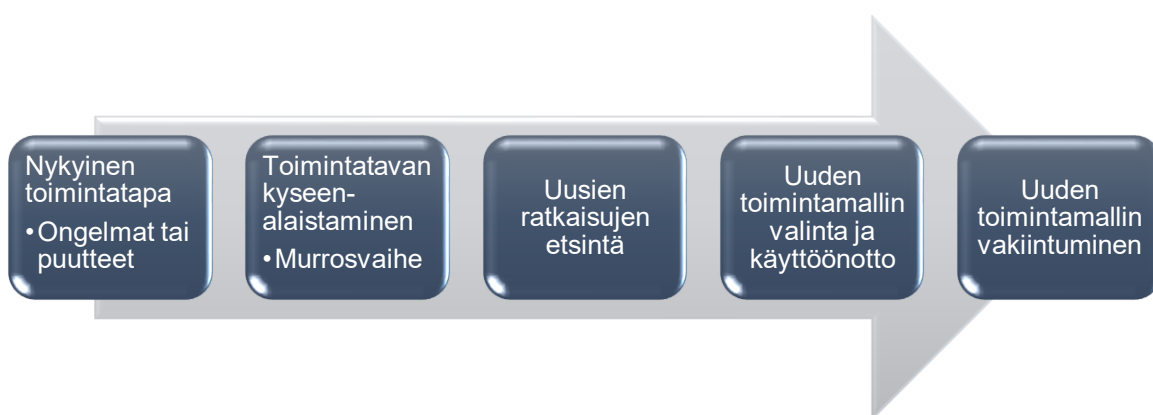 Nykyinen
toimintatapa
•Ongelmat tai
puutteet
Toimintatavan
kyseen-
alaistaminen
•Murrosvaihe
Uusien
ratkaisujen
etsintä
Uuden
toimintamallin
valinta ja
käyttöönotto
Uuden
toimintamallin
vakiintuminen